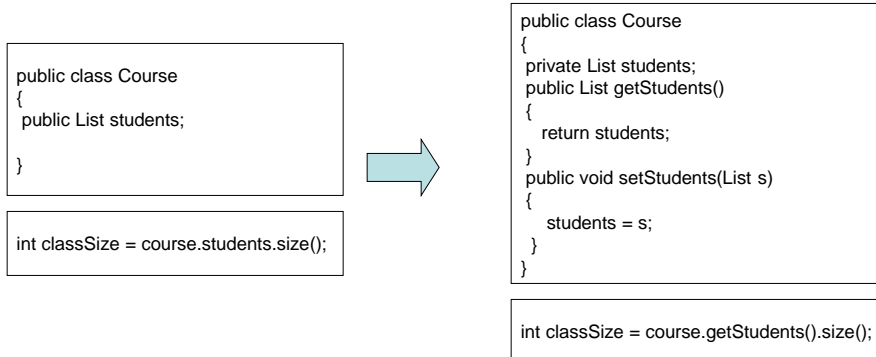 public class Course
{
public List students;
}
int classSize = course.students.size();
public class Course
{
private List students;
public List getStudents()
{
return students;
}
public void setStudents(List s)
{
students = s;
}
}
int classSize = course.getStudents().size();